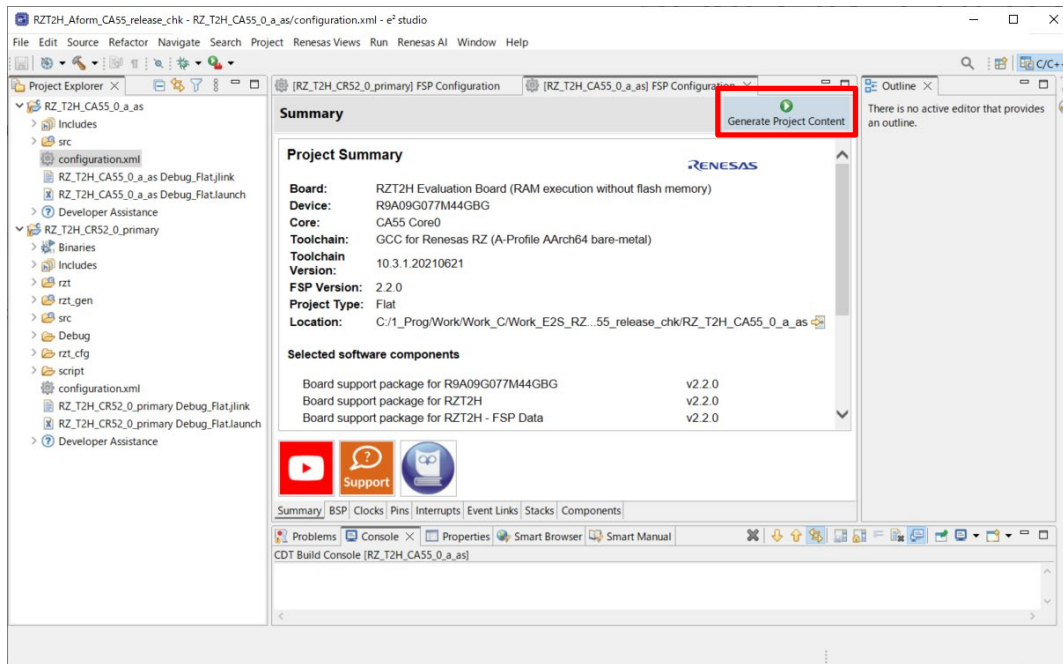 RZT2H_Aform_CA55_release_chk - RZ_T2H_CA55_0_a_as/configuration.xml - e² studio
File Edit Source Refactor Navigate Search Project Renesas Views Run Renesas AI Window Help
C/C++
Project Explorer
RZ_T2H_CA55_0_a_as
Includes
src
configuration.xml
RZ_T2H_CA55_0_a_as Debug_Flat.jlink
RZ_T2H_CA55_0_a_as Debug_Flat.launch
Developer Assistance
RZ_T2H_CR52_0_primary
Binaries
Includes
rzt
rzt_gen
src
Debug
rzt_cfg
script
configuration.xml
RZ_T2H_CR52_0_primary Debug_Flat.jlink
RZ_T2H_CR52_0_primary Debug_Flat.launch
Developer Assistance
[RZ_T2H_CR52_0_primary] FSP Configuration
[RZ_T2H_CA55_0_a_as] FSP Configuration
Summary
Generate Project Content
Project Summary
RENESAS
Board: RZT2H Evaluation Board (RAM execution without flash memory)
Device: R9A09G077M44GBG
Core: CA55 Core0
Toolchain: GCC for Renesas RZ (A-Profile AArch64 bare-metal)
Toolchain
Version: 10.3.1.20210621
FSP Version: 2.2.0
Project Type: Flat
Location: C:/1_Prog/Work/Work_C/Work_E2S_RZ...55_release_chk/RZ_T2H_CA55_0_a_as
Selected software components
Board support package for R9A09G077M44GBG v2.2.0
Board support package for RZT2H v2.2.0
Board support package for RZT2H - FSP Data v2.2.0
Support
Summary BSP Clocks Pins Interrupts Event Links Stacks Components
Outline
There is no active editor that provides
an outline.
Problems Console Properties Smart Browser Smart Manual
CDT Build Console [RZ_T2H_CA55_0_a_as]